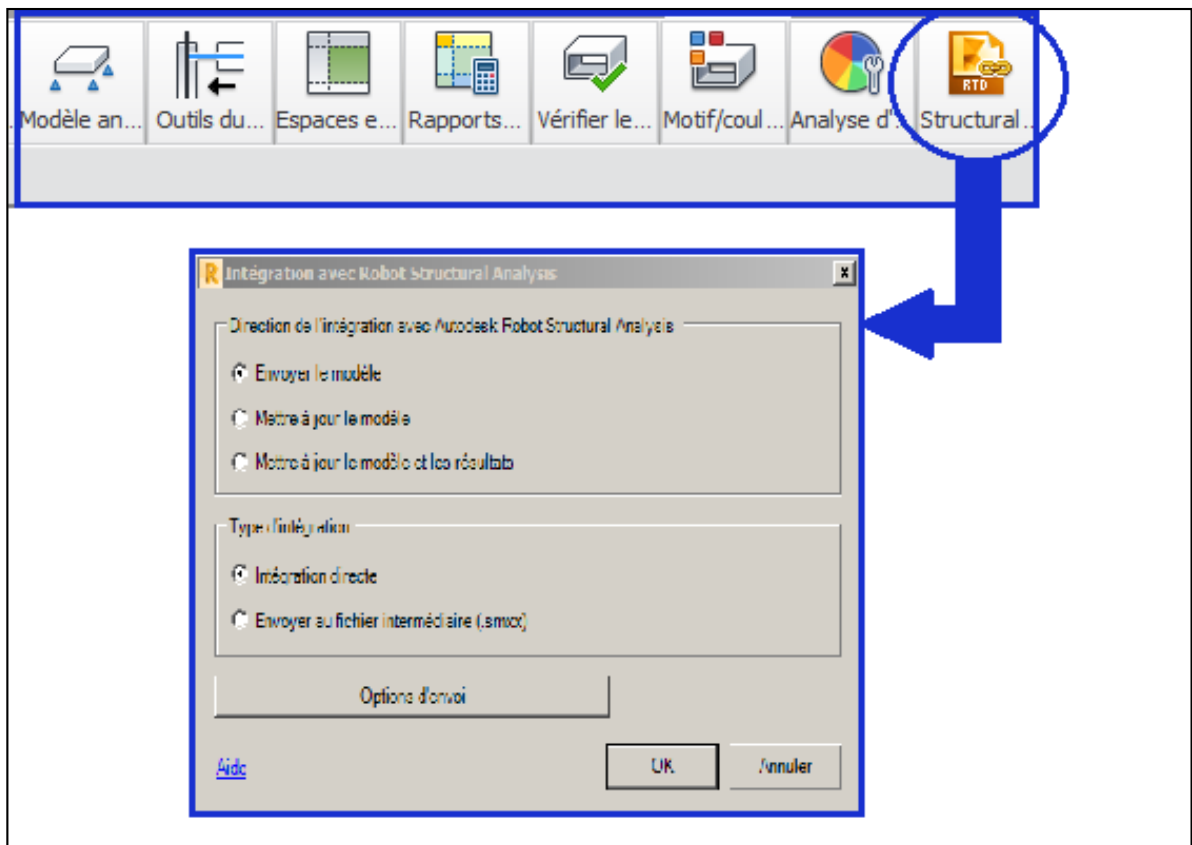 RTD
Modèle an...
Outils du...
Espaces e...
Rapports...
Vérifier le...
Motif/coul...
Analyse d'...
Structural ...
R Intégration avec Robot Structural Analysis
Direction de l'intégration avec Autodesk Robot Structural Analysis
Envoyer le modèle
Mettre à jour le modèle
Mettre à jour le modèle et les résultats
Type d'intégration
Intégration directe
Envoyer au fichier intermédiaire (.smxx)
Options d'envoi
Aide
OK
Annuler